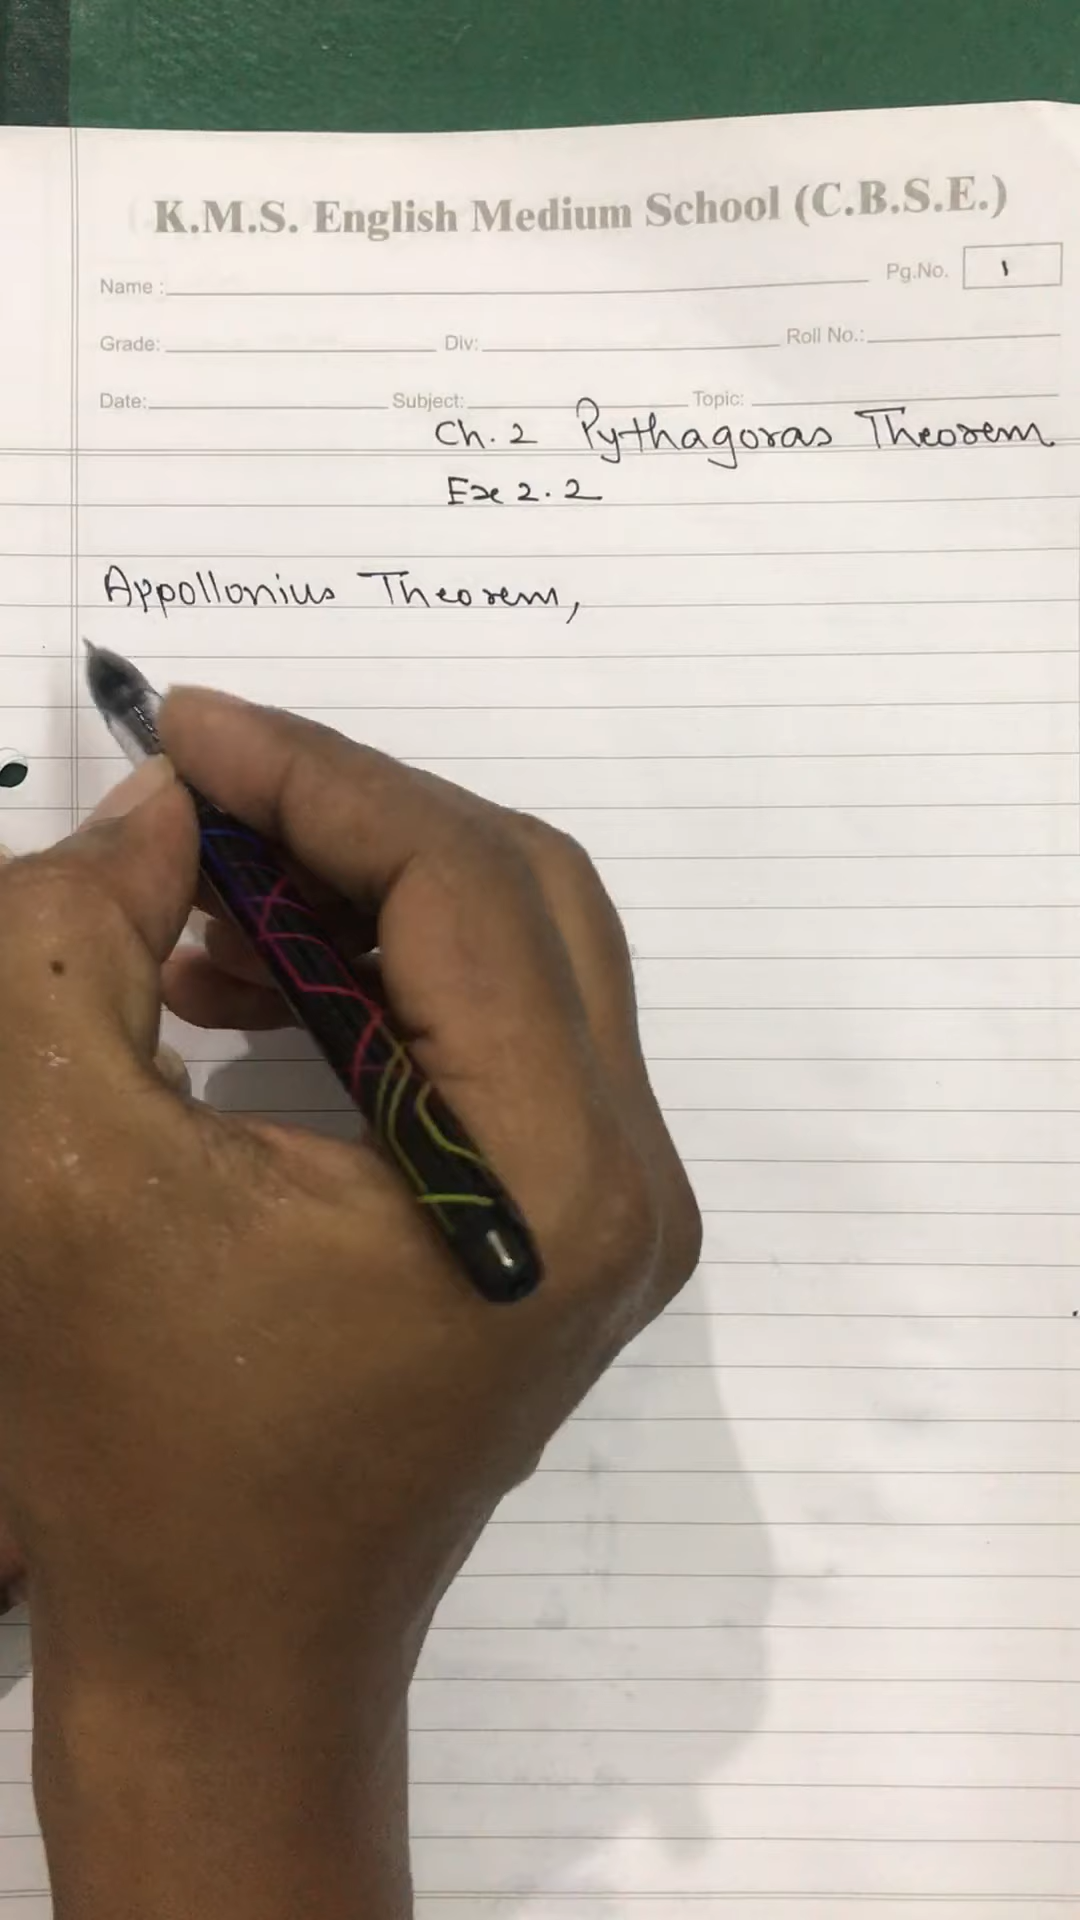 K.M.S. English Medium School (C.B.S.E.)
Name : Pg.No. 1
Grade: Div: Roll No.:
Date: Subject: Topic:
Ch. 2 Pythagoras Theorem
Ex 2.2
Appollonius Theorem,